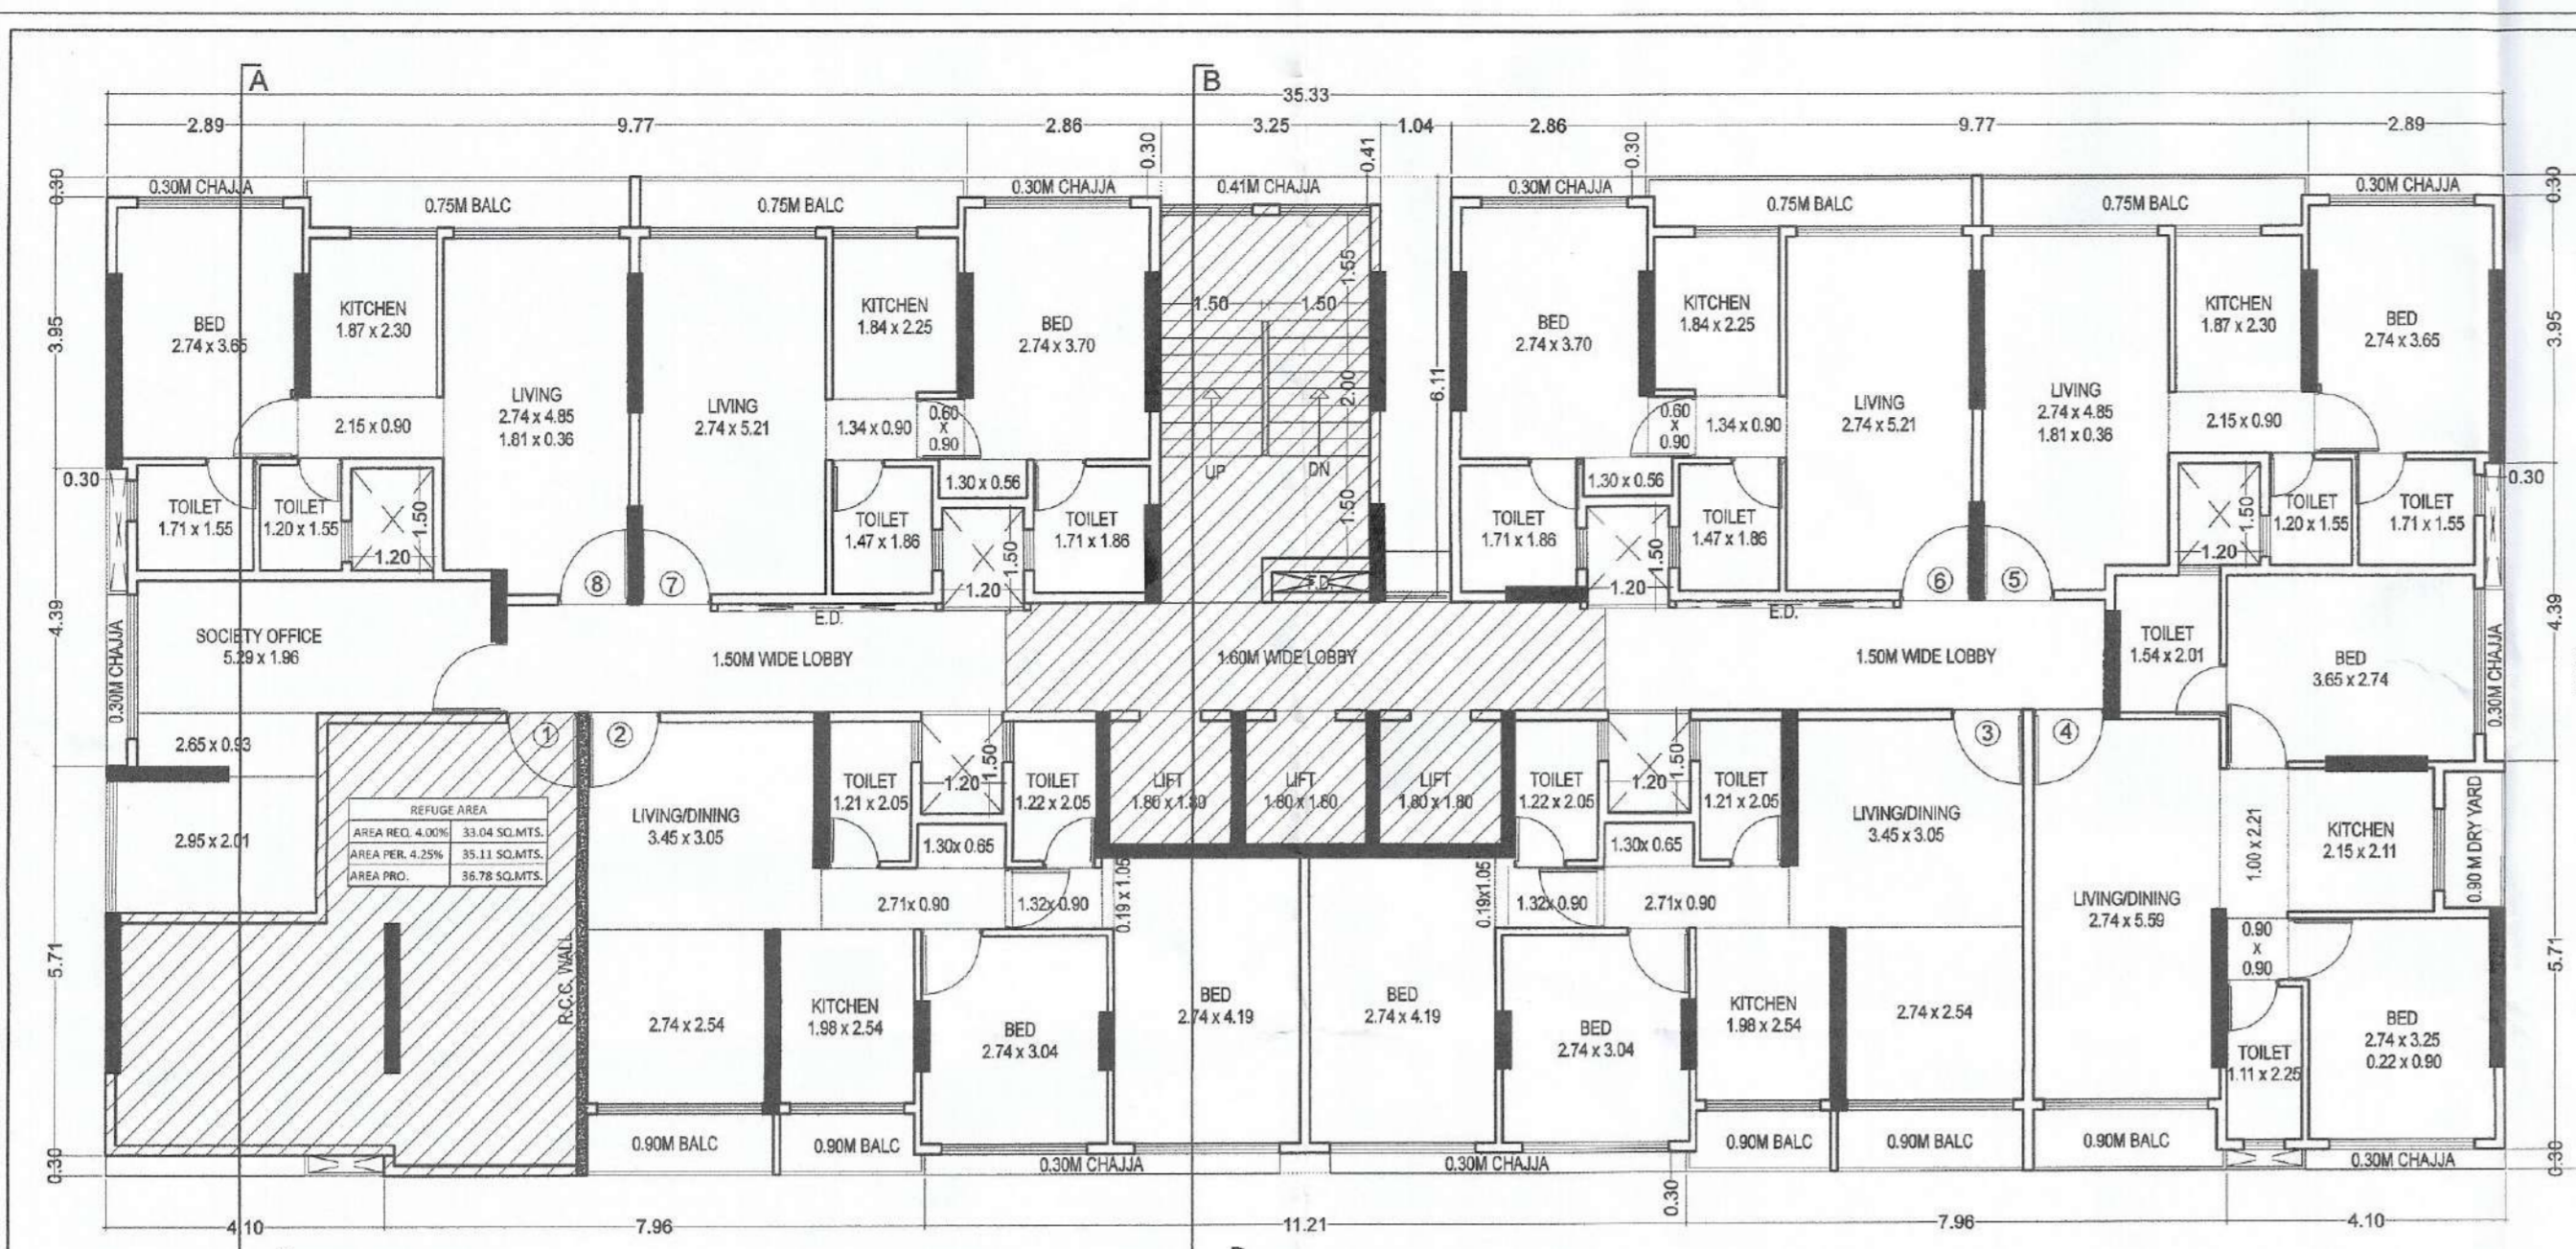 A
B
35.33
2.89
9.77
2.86
3.25
1.04
2.86
9.77
2.89
0.30
0.41
0.30
0.30
0.30M CHAJJA
0.75M BALC
0.75M BALC
0.30M CHAJJA
0.41M CHAJJA
0.30M CHAJJA
0.75M BALC
0.75M BALC
0.30M CHAJJA
0.30
3.95
BED
2.74 x 3.65
KITCHEN
1.87 x 2.30
LIVING
2.74 x 4.85
1.81 x 0.36
2.15 x 0.90
LIVING
2.74 x 5.21
KITCHEN
1.84 x 2.25
1.34 x 0.90
0.60
x
0.90
BED
2.74 x 3.70
1.50
1.50
1.55
2.00
1.50
UP
DN
F.D.
6.11
BED
2.74 x 3.70
KITCHEN
1.84 x 2.25
0.60
x
0.90
1.34 x 0.90
LIVING
2.74 x 5.21
LIVING
2.74 x 4.85
1.81 x 0.36
KITCHEN
1.87 x 2.30
2.15 x 0.90
BED
2.74 x 3.65
3.95
0.30
TOILET
1.71 x 1.55
TOILET
1.20 x 1.55
1.50
1.20
8
7
TOILET
1.47 x 1.86
1.30 x 0.56
1.50
1.20
TOILET
1.71 x 1.86
TOILET
1.71 x 1.86
1.30 x 0.56
1.50
1.20
TOILET
1.47 x 1.86
6
5
1.50
1.20
TOILET
1.20 x 1.55
TOILET
1.71 x 1.55
0.30
4.39
0.30M CHAJJA
SOCIETY OFFICE
5.29 x 1.96
E.D.
1.50M WIDE LOBBY
1.60M WIDE LOBBY
E.D.
1.50M WIDE LOBBY
TOILET
1.54 x 2.01
BED
3.65 x 2.74
0.30M CHAJJA
4.39
2.65 x 0.93
2.95 x 2.01
1
2
REFUGE AREA
AREA REQ. 4.00% 33.04 SQ.MTS.
AREA PER. 4.25% 35.11 SQ.MTS.
AREA PRO. 36.78 SQ.MTS.
R.C.C. WALL
LIVING/DINING
3.45 x 3.05
TOILET
1.21 x 2.05
1.50
1.20
TOILET
1.22 x 2.05
1.30x 0.65
2.71x 0.90
1.32x 0.90
0.19 x 1.05
LIFT
1.80 x 1.80
LIFT
1.80 x 1.80
LIFT
1.80 x 1.80
0.19x1.05
TOILET
1.22 x 2.05
1.50
1.20
TOILET
1.21 x 2.05
1.30x 0.65
1.32x 0.90
2.71x 0.90
LIVING/DINING
3.45 x 3.05
3
4
LIVING/DINING
2.74 x 5.59
1.00 x 2.21
KITCHEN
2.15 x 2.11
0.90 M DRY YARD
5.71
2.74 x 2.54
KITCHEN
1.98 x 2.54
BED
2.74 x 3.04
BED
2.74 x 4.19
BED
2.74 x 4.19
BED
2.74 x 3.04
KITCHEN
1.98 x 2.54
2.74 x 2.54
0.90
x
0.90
TOILET
1.11 x 2.25
BED
2.74 x 3.25
0.22 x 0.90
5.71
0.90M BALC
0.90M BALC
0.30M CHAJJA
0.30M CHAJJA
0.90M BALC
0.90M BALC
0.90M BALC
0.30M CHAJJA
0.30
0.30
0.30
4.10
7.96
11.21
7.96
4.10